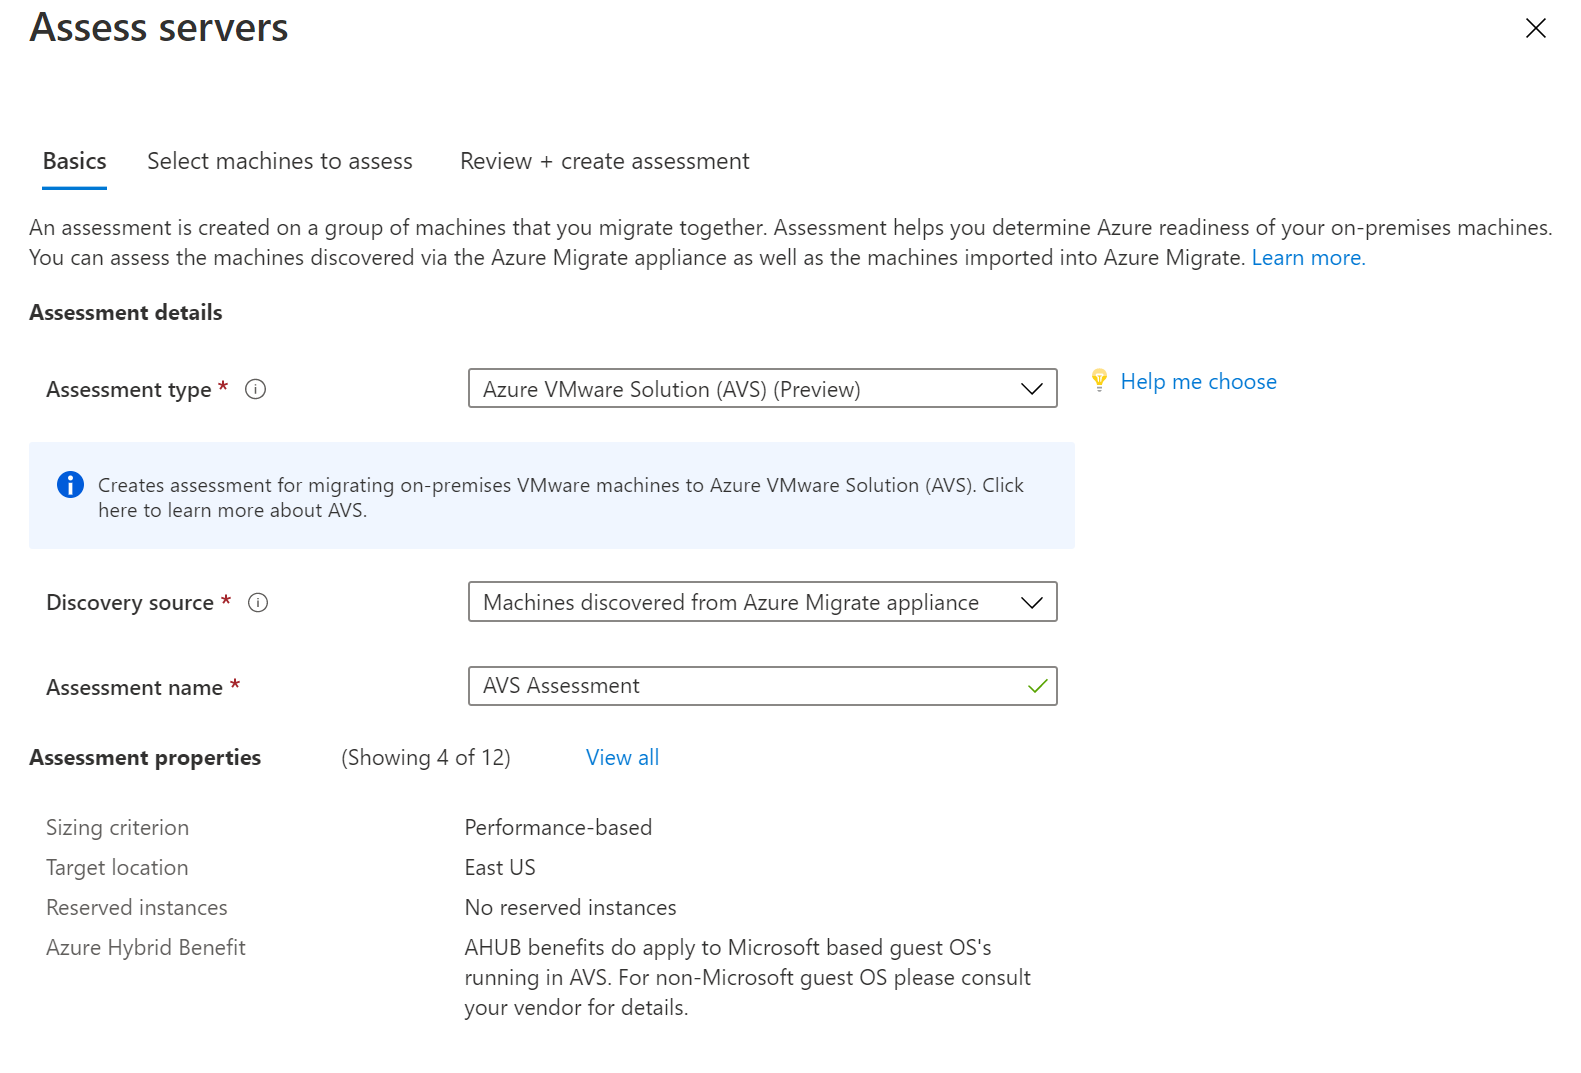 Assess servers
Basics
Select machines to assess
Review + create assessment
An assessment is created on a group of machines that you migrate together. Assessment helps you determine Azure readiness of your on-premises machines.
You can assess the machines discovered via the Azure Migrate appliance as well as the machines imported into Azure Migrate. Learn more.
Assessment details
Assessment type *
Azure VMware Solution (AVS) (Preview)
Help me choose
Creates assessment for migrating on-premises VMware machines to Azure VMware Solution (AVS). Click
here to learn more about AVS.
Discovery source *
Machines discovered from Azure Migrate appliance
Assessment name *
AVS Assessment
Assessment properties
(Showing 4 of 12)
View all
Sizing criterion
Performance-based
Target location
East US
Reserved instances
No reserved instances
Azure Hybrid Benefit
AHUB benefits do apply to Microsoft based guest OS's
running in AVS. For non-Microsoft guest OS please consult
your vendor for details.